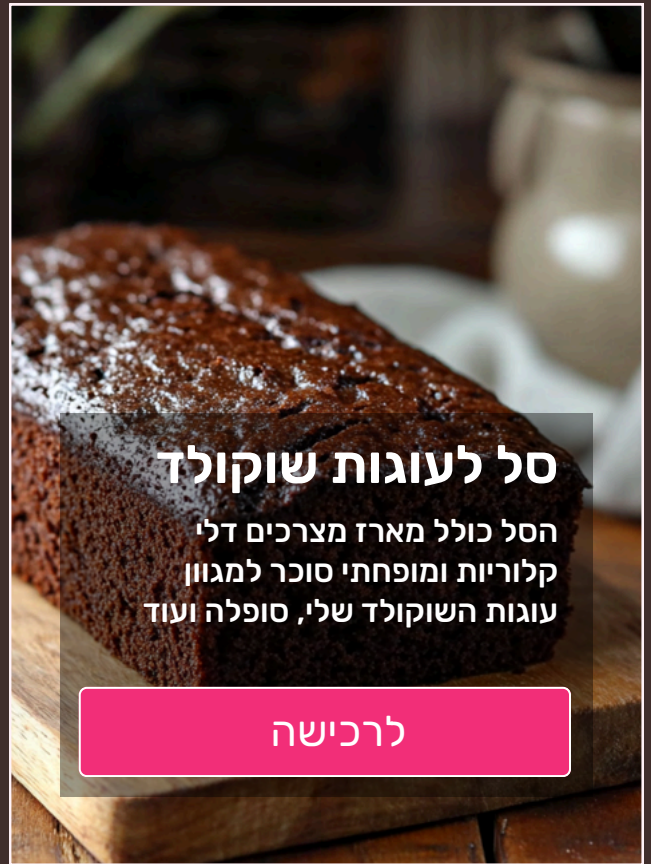 סל לעוגות שוקולד
הסל כולל מארז מצרכים דלי
קלוריות ומופחתי סוכר למגוון
עוגות השוקולד שלי, סופלה ועוד
לרכישה